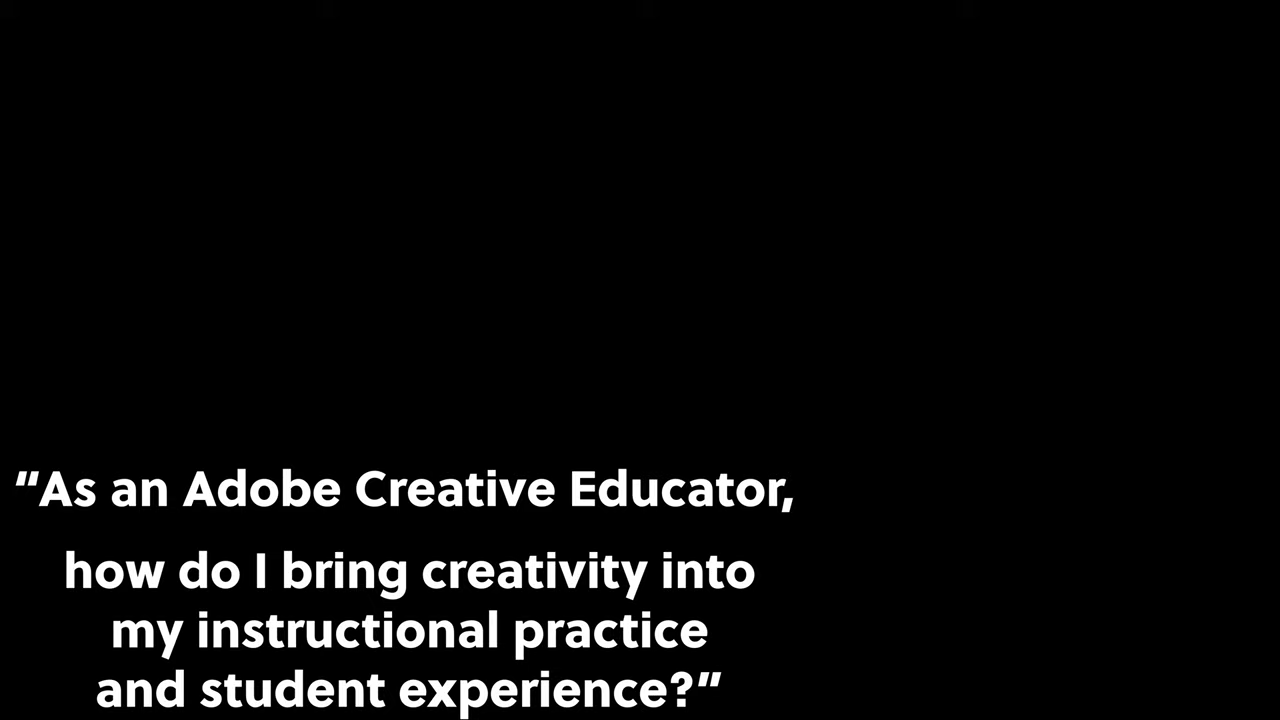 “As an Adobe Creative Educator,
how do I bring creativity into
my instructional practice
and student experience?”